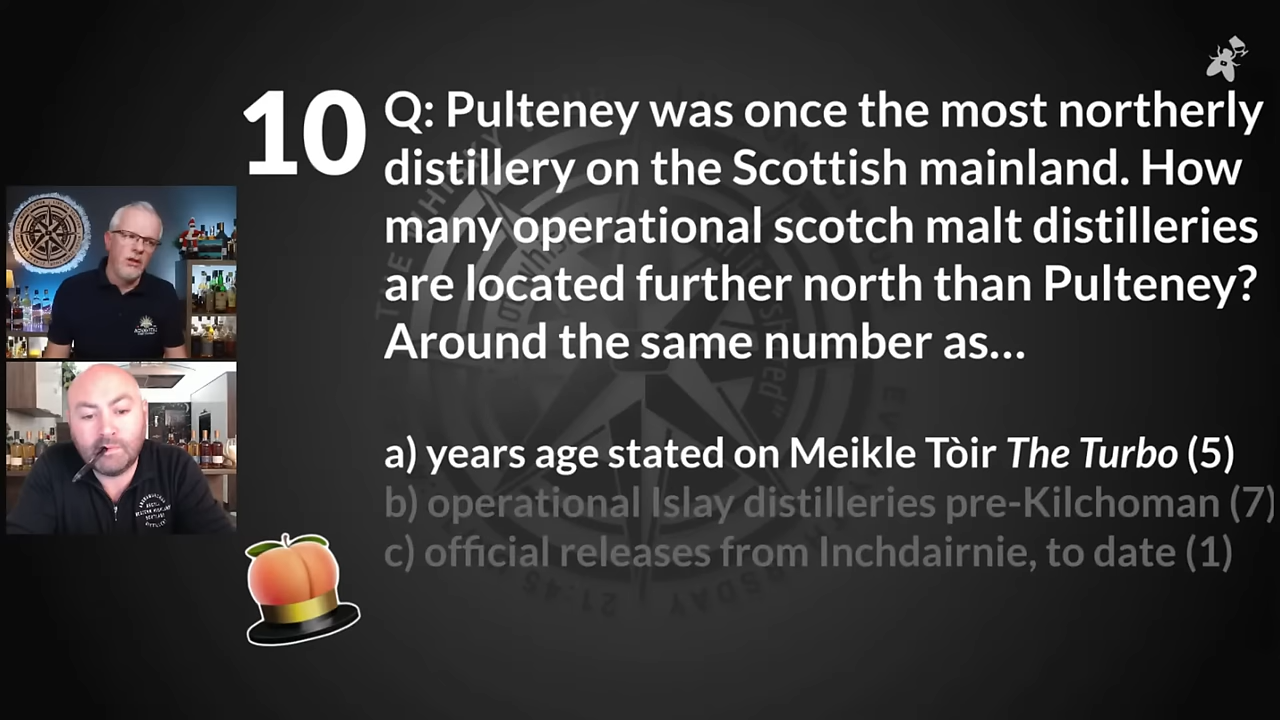 10
Q: Pulteney was once the most northerly
distillery on the Scottish mainland. How
many operational scotch malt distilleries
are located further north than Pulteney?
Around the same number as...
a) years age stated on Meikle Tòir The Turbo (5)
b) operational Islay distilleries pre-Kilchoman (7)
c) official releases from Inchdairnie, to date (1)
21:45